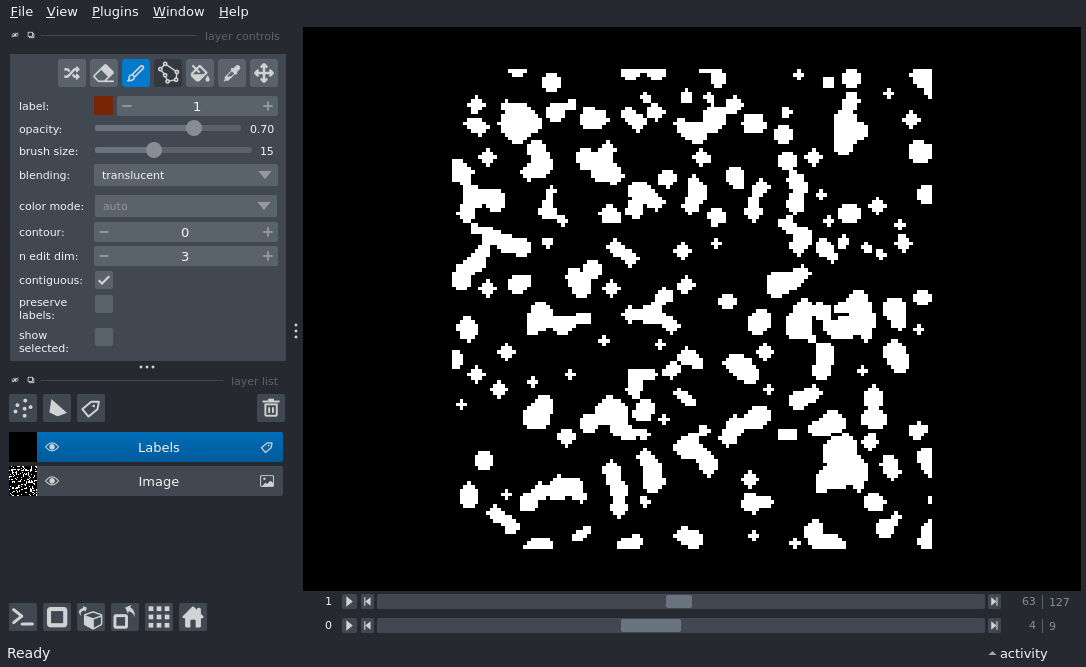 File View Plugins Window Help
layer controls
label: 1
opacity: 0.70
brush size: 15
blending: translucent
color mode: auto
contour: 0
n edit dim: 3
contiguous:
preserve
labels:
show
selected:
layer list
Labels
Image
1 63 127
0 4 9
Ready activity